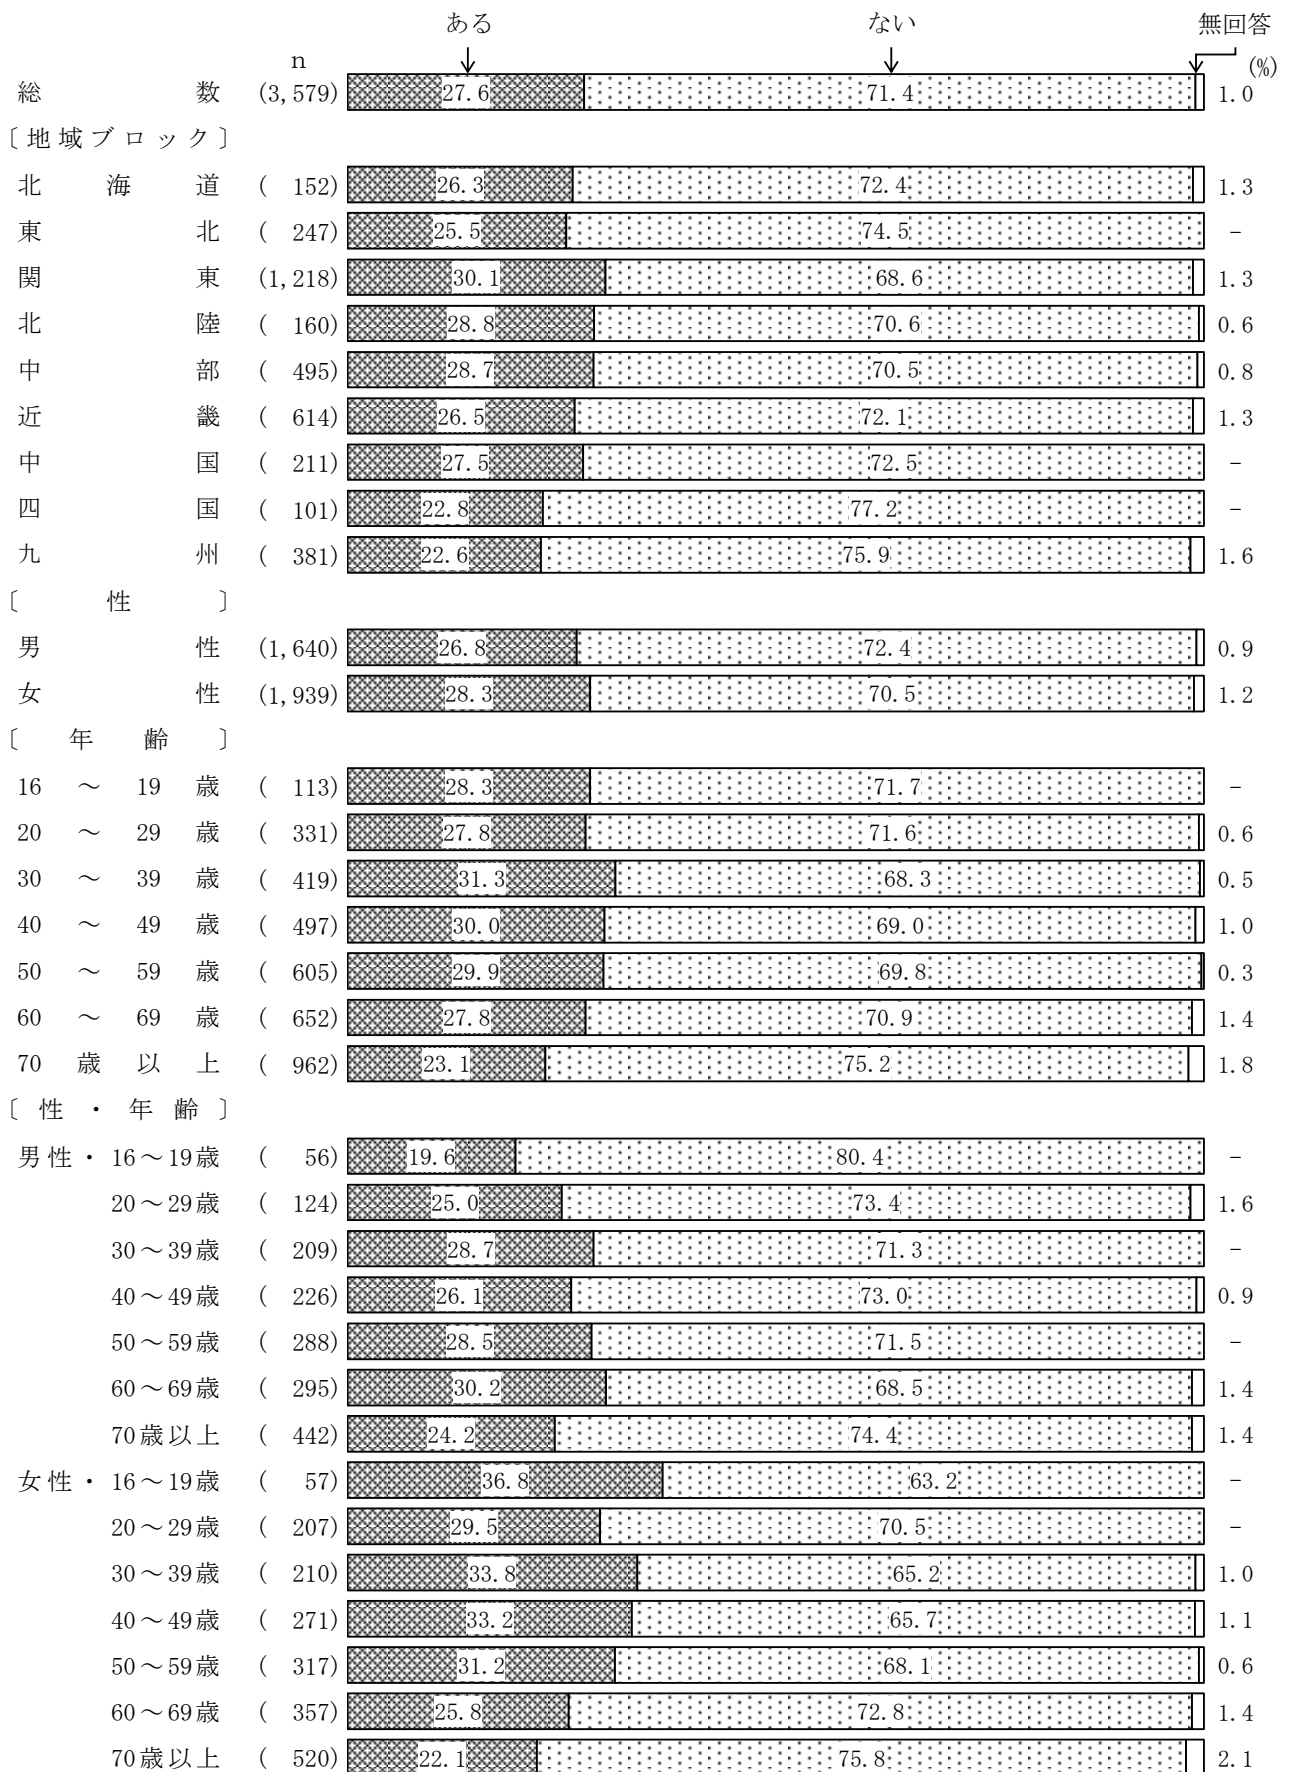 ある ない 無回答
n (%)
総数 (3,579) 27.6 71.4 1.0
〔地域ブロック〕
北海道 (152) 26.3 72.4 1.3
東北 (247) 25.5 74.5 -
関東 (1,218) 30.1 68.6 1.3
北陸 (160) 28.8 70.6 0.6
中部 (495) 28.7 70.5 0.8
近畿 (614) 26.5 72.1 1.3
中国 (211) 27.5 72.5 -
四国 (101) 22.8 77.2 -
九州 (381) 22.6 75.9 1.6
〔性〕
男性 (1,640) 26.8 72.4 0.9
女性 (1,939) 28.3 70.5 1.2
〔年齢〕
16～19歳 (113) 28.3 71.7 -
20～29歳 (331) 27.8 71.6 0.6
30～39歳 (419) 31.3 68.3 0.5
40～49歳 (497) 30.0 69.0 1.0
50～59歳 (605) 29.9 69.8 0.3
60～69歳 (652) 27.8 70.9 1.4
70歳以上 (962) 23.1 75.2 1.8
〔性・年齢〕
男性・16～19歳 (56) 19.6 80.4 -
20～29歳 (124) 25.0 73.4 1.6
30～39歳 (209) 28.7 71.3 -
40～49歳 (226) 26.1 73.0 0.9
50～59歳 (288) 28.5 71.5 -
60～69歳 (295) 30.2 68.5 1.4
70歳以上 (442) 24.2 74.4 1.4
女性・16～19歳 (57) 36.8 63.2 -
20～29歳 (207) 29.5 70.5 -
30～39歳 (210) 33.8 65.2 1.0
40～49歳 (271) 33.2 65.7 1.1
50～59歳 (317) 31.2 68.1 0.6
60～69歳 (357) 25.8 72.8 1.4
70歳以上 (520) 22.1 75.8 2.1